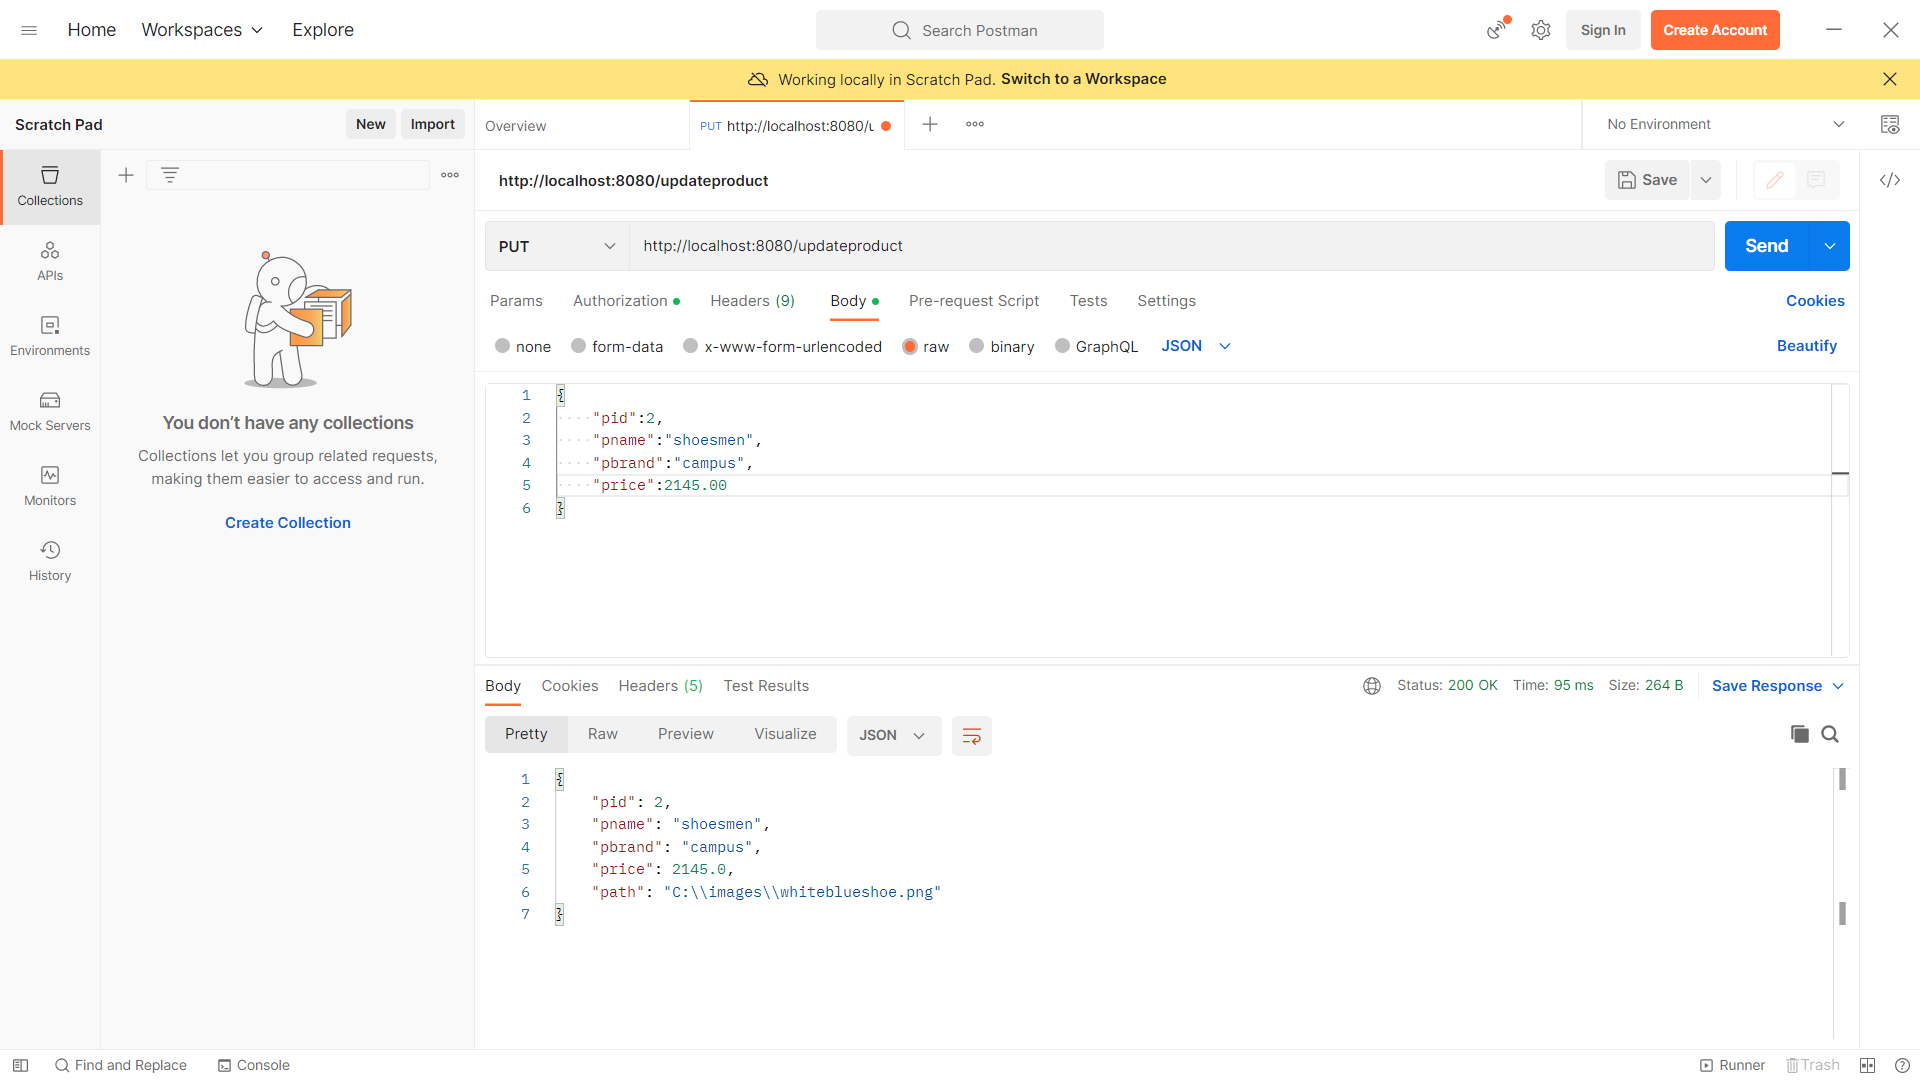 Home Workspaces Explore Search Postman Sign In Create Account
Working locally in Scratch Pad. Switch to a Workspace
Scratch Pad New Import Overview PUT http://localhost:8080/u No Environment
Collections
APIs
Environments
Mock Servers
Monitors
History
You don’t have any collections
Collections let you group related requests,
making them easier to access and run.
Create Collection
http://localhost:8080/updateproduct Save
PUT http://localhost:8080/updateproduct Send
Params Authorization Headers (9) Body Pre-request Script Tests Settings Cookies
none form-data x-www-form-urlencoded raw binary GraphQL JSON Beautify
1 {
2 "pid":2,
3 "pname":"shoesmen",
4 "pbrand":"campus",
5 "price":2145.00
6 }
Body Cookies Headers (5) Test Results Status: 200 OK Time: 95 ms Size: 264 B Save Response
Pretty Raw Preview Visualize JSON
1 {
2 "pid": 2,
3 "pname": "shoesmen",
4 "pbrand": "campus",
5 "price": 2145.0,
6 "path": "C:\\images\\whiteblueshoe.png"
7 }
Find and Replace Console Runner Trash